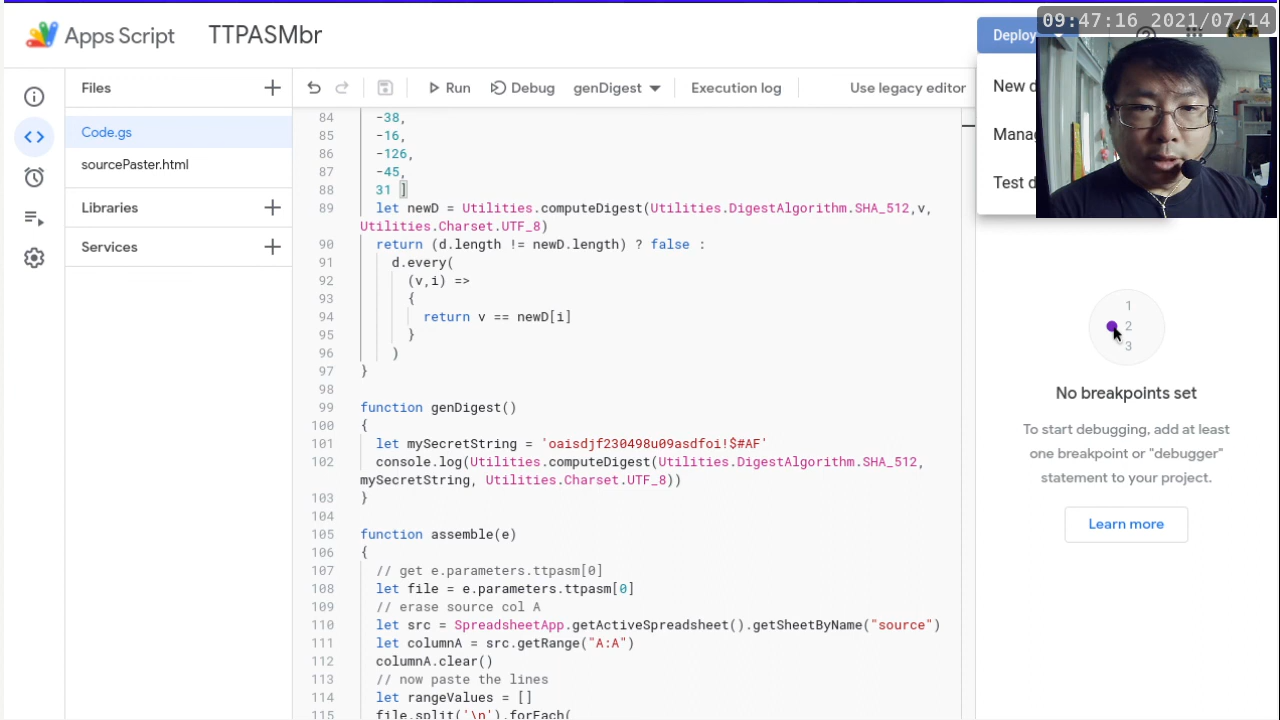 09:47:16 2021/07/14
Apps Script
TTPASMbr
Deploy
Files
Run
Debug
genDigest
Execution log
Use legacy editor
New d
Code.gs
Manag
sourcePaster.html
Test d
Libraries
Services
84 -38,
85 -16,
86 -126,
87 -45,
88 31 ]
89 let newD = Utilities.computeDigest(Utilities.DigestAlgorithm.SHA_512,v,
Utilities.Charset.UTF_8)
90 return (d.length != newD.length) ? false :
91 d.every(
92 (v,i) =>
93 {
94 return v == newD[i]
95 }
96 )
97 }
98
99 function genDigest()
100 {
101 let mySecretString = 'oaisdjf230498u09asdfoi!$#AF'
102 console.log(Utilities.computeDigest(Utilities.DigestAlgorithm.SHA_512,
mySecretString, Utilities.Charset.UTF_8))
103 }
104
105 function assemble(e)
106 {
107 // get e.parameters.ttpasm[0]
108 let file = e.parameters.ttpasm[0]
109 // erase source col A
110 let src = SpreadsheetApp.getActiveSpreadsheet().getSheetByName("source")
111 let columnA = src.getRange("A:A")
112 columnA.clear()
113 // now paste the lines
114 let rangeValues = []
115 file.split('\n').forEach(
1
2
3
No breakpoints set
To start debugging, add at least
one breakpoint or "debugger"
statement to your project.
Learn more